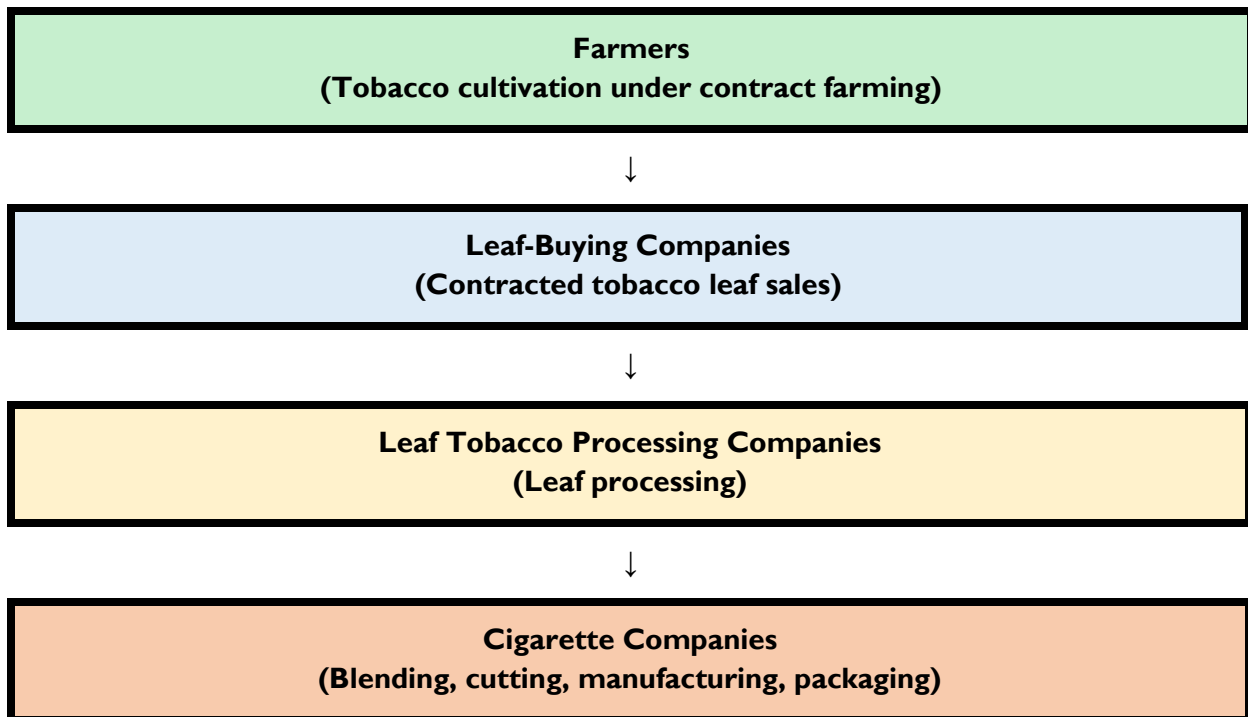 Farmers
(Tobacco cultivation under contract farming)
↓
Leaf-Buying Companies
(Contracted tobacco leaf sales)
↓
Leaf Tobacco Processing Companies
(Leaf processing)
↓
Cigarette Companies
(Blending, cutting, manufacturing, packaging)